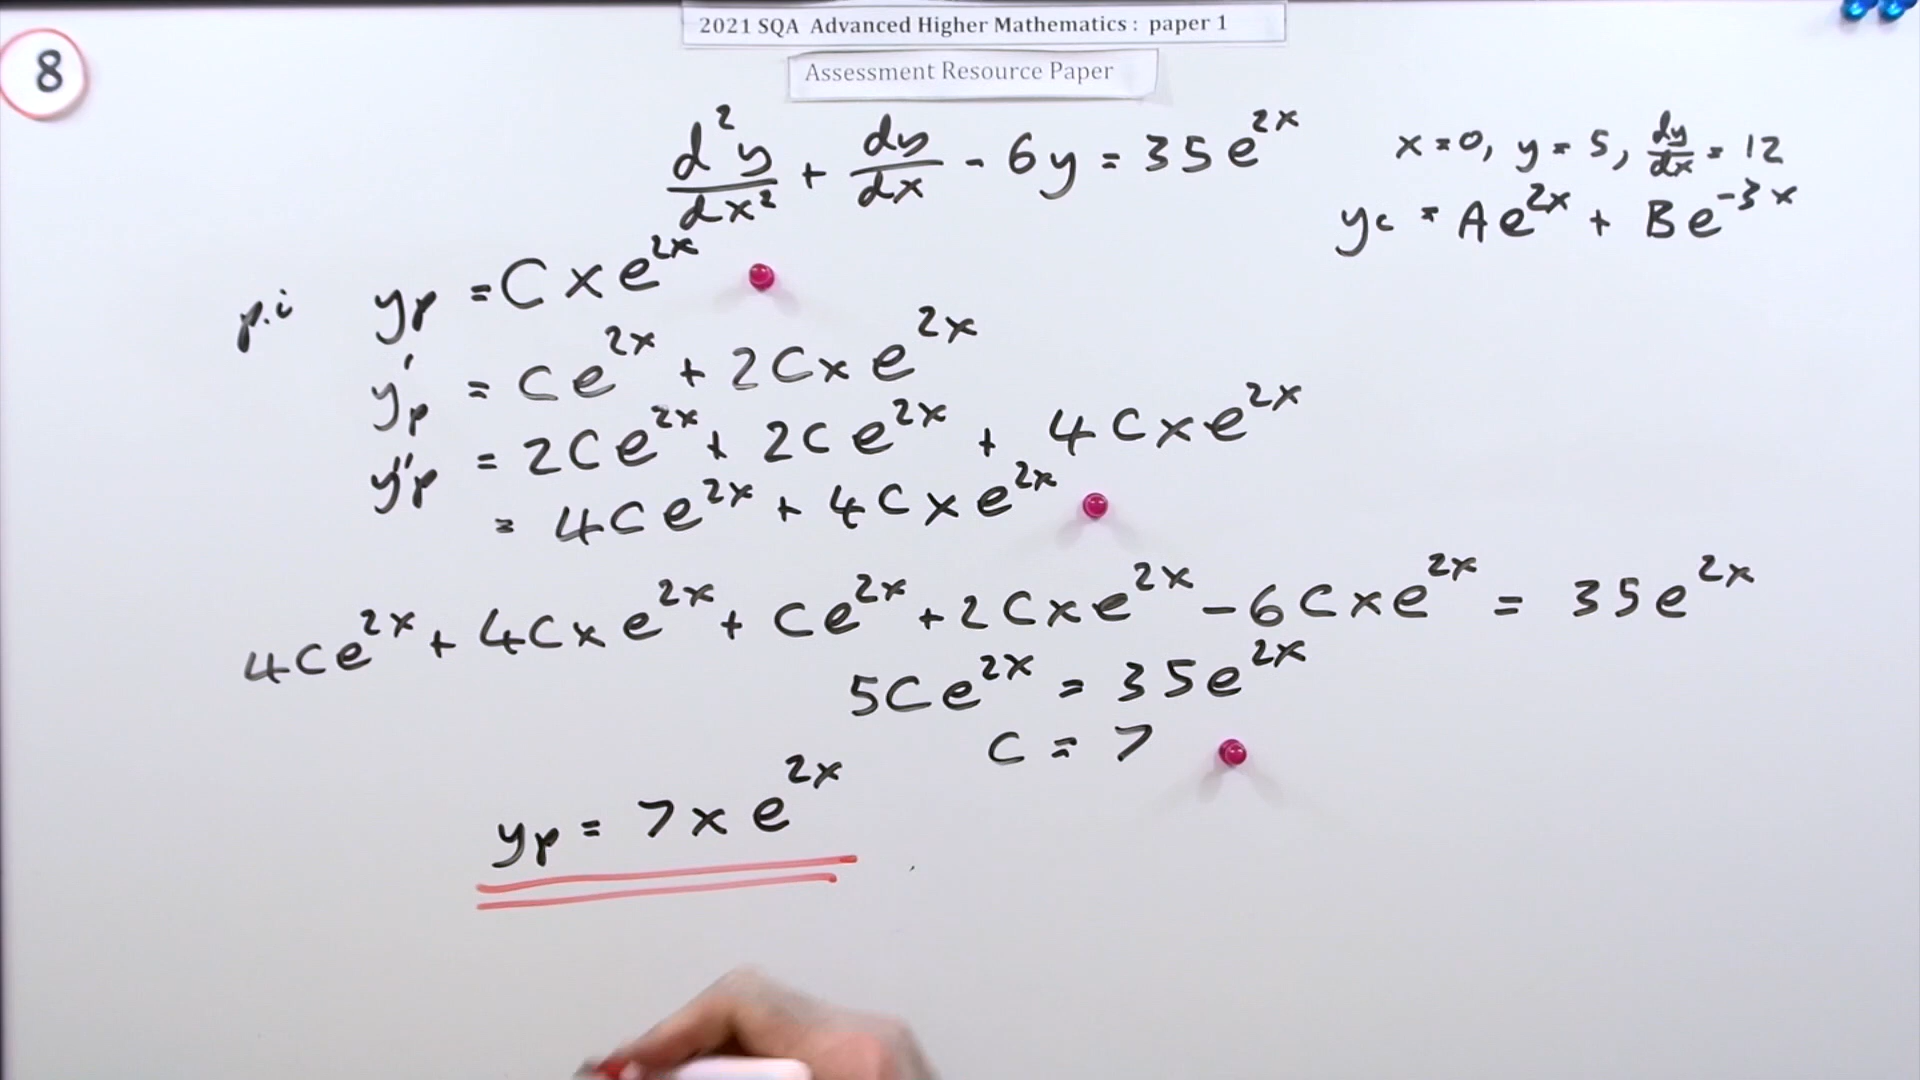 2021 SQA Advanced Higher Mathematics : paper 1
Assessment Resource Paper
8
d²y/dx² + dy/dx - 6y = 35e^2x
x = 0, y = 5, dy/dx = 12
yc = Ae^2x + Be^-3x
p.i yp = Cxe^2x
y'p = Ce^2x + 2Cxe^2x
y''p = 2Ce^2x + 2Ce^2x + 4Cxe^2x
= 4Ce^2x + 4Cxe^2x
4Ce^2x + 4Cxe^2x + Ce^2x + 2Cxe^2x - 6Cxe^2x = 35e^2x
5Ce^2x = 35e^2x
C = 7
yp = 7xe^2x